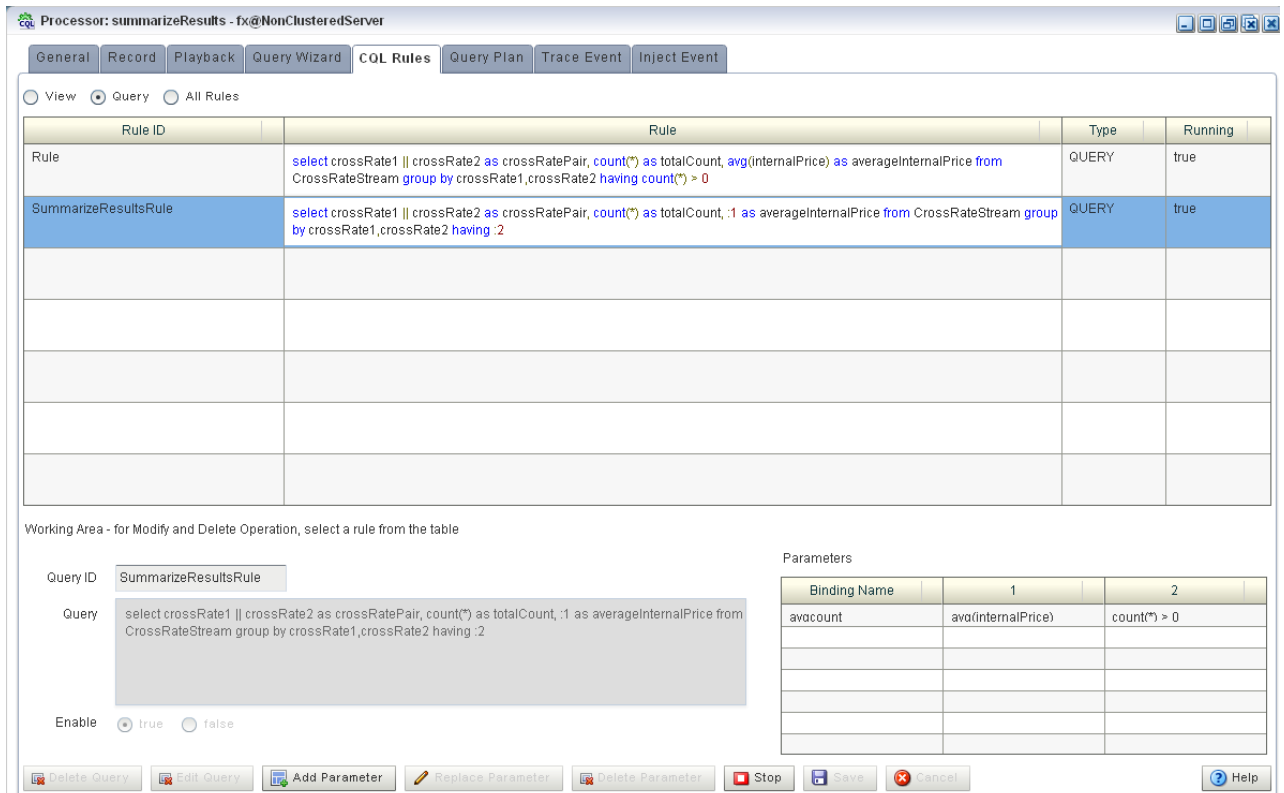 CQL Processor: summarizeResults - fx@NonClusteredServer
General Record Playback Query Wizard CQL Rules Query Plan Trace Event Inject Event
View Query All Rules
Rule ID Rule Type Running
Rule select crossRate1 || crossRate2 as crossRatePair, count(*) as totalCount, avg(internalPrice) as averageInternalPrice from QUERY true
CrossRateStream group by crossRate1,crossRate2 having count(*) > 0
SummarizeResultsRule select crossRate1 || crossRate2 as crossRatePair, count(*) as totalCount, :1 as averageInternalPrice from CrossRateStream group QUERY true
by crossRate1,crossRate2 having :2
Working Area - for Modify and Delete Operation, select a rule from the table
Query ID SummarizeResultsRule
Query select crossRate1 || crossRate2 as crossRatePair, count(*) as totalCount, :1 as averageInternalPrice from
CrossRateStream group by crossRate1,crossRate2 having :2
Enable true false
Parameters
Binding Name 1 2
avgcount avg(internalPrice) count(*) > 0
Delete Query Edit Query Add Parameter Replace Parameter Delete Parameter Stop Save Cancel Help